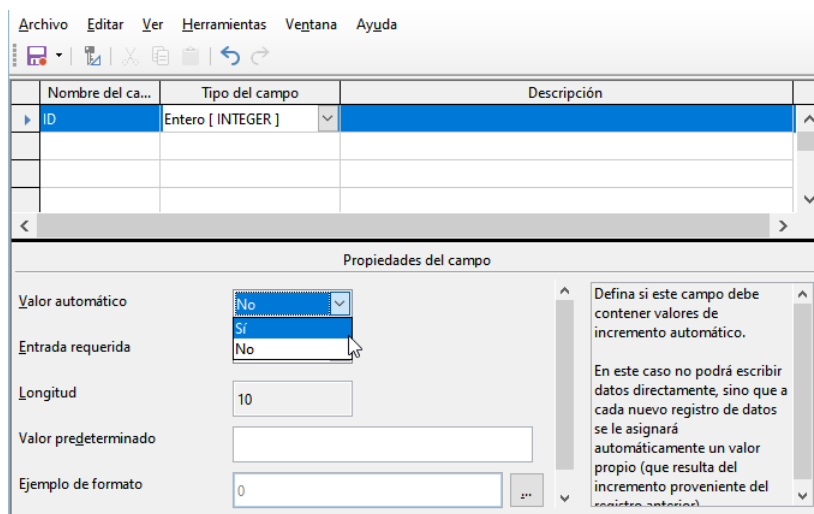 Archivo Editar Ver Herramientas Ventana Ayuda
Nombre del ca... Tipo del campo Descripción
ID Entero [ INTEGER ]
Propiedades del campo
Valor automático No
Sí
No
Entrada requerida
Longitud 10
Valor predeterminado
Ejemplo de formato 0 ...
Defina si este campo debe
contener valores de
incremento automático.
En este caso no podrá escribir
datos directamente, sino que a
cada nuevo registro de datos
se le asignará
automáticamente un valor
propio (que resulta del
incremento proveniente del
registro anterior)